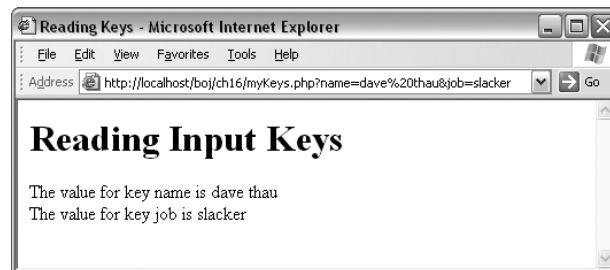 Reading Keys - Microsoft Internet Explorer
File Edit View Favorites Tools Help
Address http://localhost/boj/ch16/myKeys.php?name=dave%20thau&job=slacker Go
Reading Input Keys
The value for key name is dave thau
The value for key job is slacker